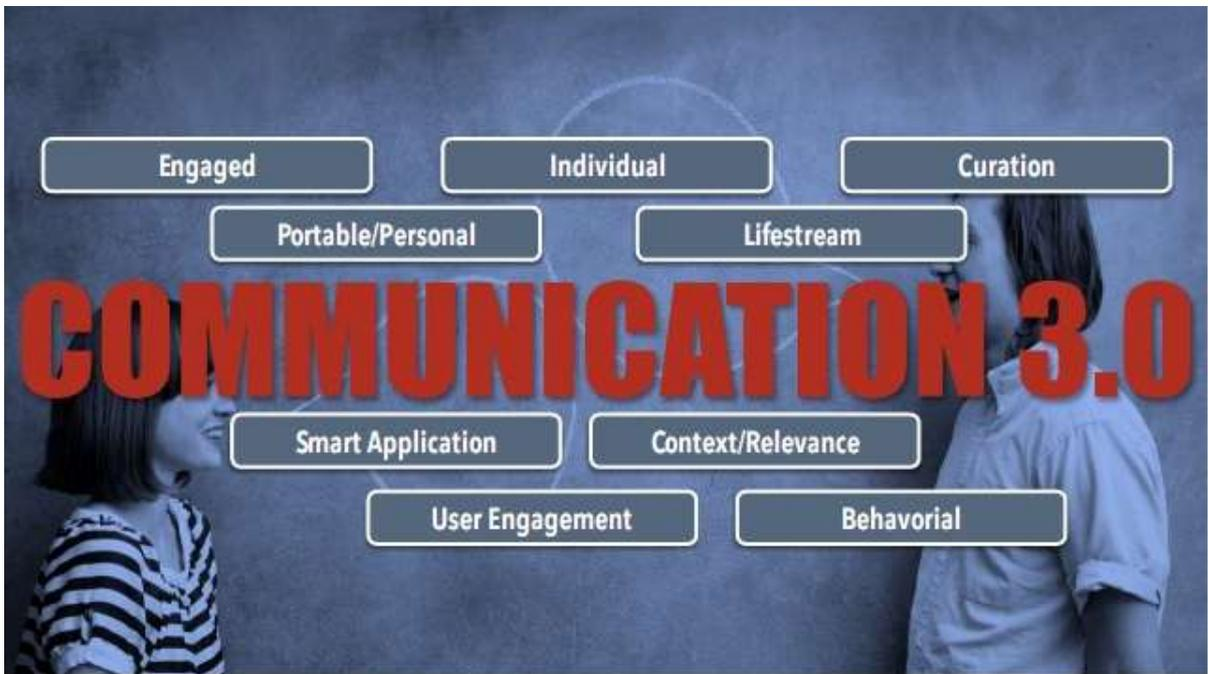 Engaged
Individual
Curation
Portable/Personal
Lifestream
COMMUNICATION 3.0
Smart Application
Context/Relevance
User Engagement
Behavorial